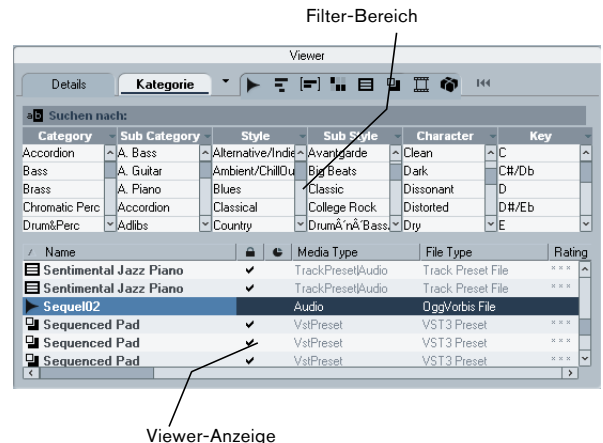 Filter-Bereich
Viewer
Details Kategorie
ab Suchen nach:
Category Sub Category Style Sub Style Character Key
Accordion A. Bass Alternative/Indie Avantgarde Clean C
Bass A. Guitar Ambient/ChillOu Big Beats Dark C#/Db
Brass A. Piano Blues Classic Dissonant D
Chromatic Perc Accordion Classical College Rock Distorted D#/Eb
Drum&Perc Adlibs Country DrumÂ´nÂ´Bass Dry E
/ Name Media Type File Type Rating
Sentimental Jazz Piano TrackPreset|Audio Track Preset File
Sentimental Jazz Piano TrackPreset|Audio Track Preset File
Sequel02 Audio OggVorbis File
Sequenced Pad VstPreset VST3 Preset
Sequenced Pad VstPreset VST3 Preset
Sequenced Pad VstPreset VST3 Preset
Viewer-Anzeige